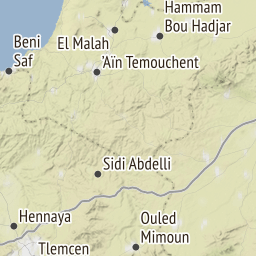 Hammam
Bou Hadjar
El Malah
Beni
Saf
'Aïn Temouchent
Sidi Abdelli
Hennaya
Ouled
Mimoun
Tlemcen